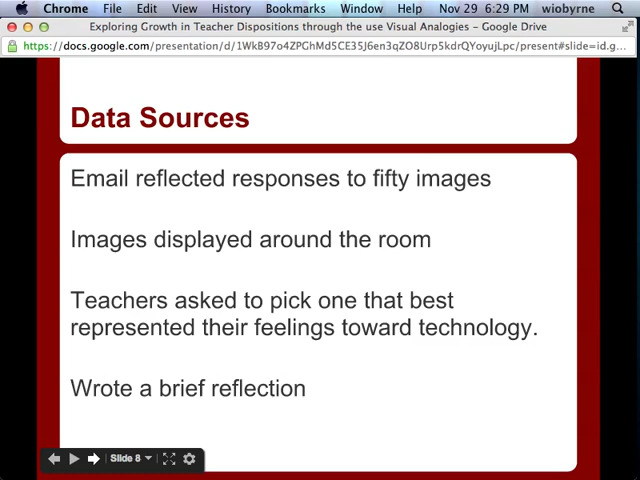 Chrome File Edit View History Bookmarks Window Help Nov 29 6:29 PM wiobyrne
Exploring Growth in Teacher Dispositions through the use Visual Analogies - Google Drive
https://docs.google.com/presentation/d/1WkB97o4ZPGhMd5CE35J6en3qZO8Urp5kdrQYoyujLpc/present#slide=id.g...
Data Sources
Email reflected responses to fifty images
Images displayed around the room
Teachers asked to pick one that best
represented their feelings toward technology.
Wrote a brief reflection
Slide 8